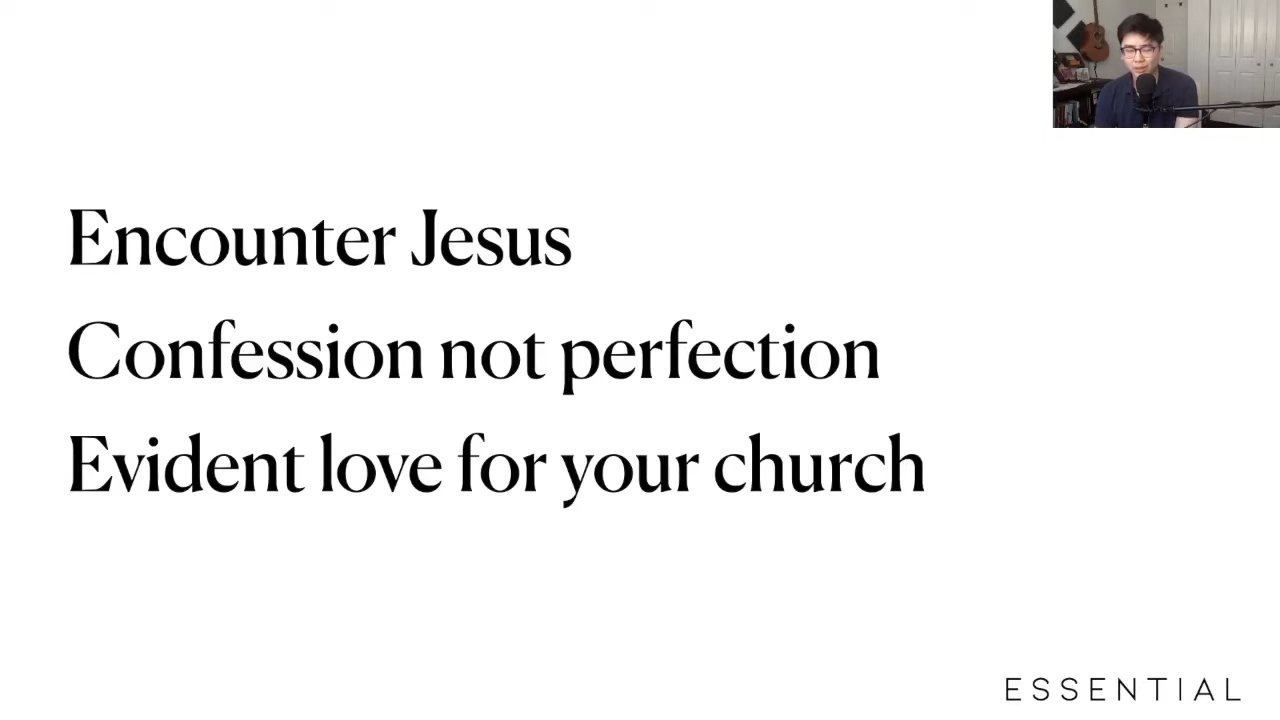 Encounter Jesus
Confession not perfection
Evident love for your church
ESSENTIAL